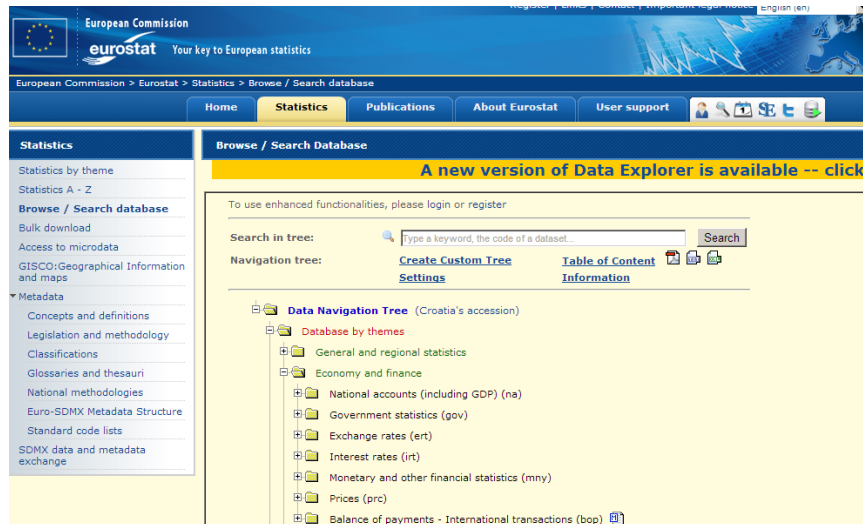 Register | Links | Contact | Important legal notice English (en)
European Commission
eurostat Your key to European statistics
European Commission > Eurostat > Statistics > Browse / Search database
Home Statistics Publications About Eurostat User support
Statistics
Statistics by theme
Statistics A - Z
Browse / Search database
Bulk download
Access to microdata
GISCO:Geographical Information
and maps
Metadata
Concepts and definitions
Legislation and methodology
Classifications
Glossaries and thesauri
National methodologies
Euro-SDMX Metadata Structure
Standard code lists
SDMX data and metadata
exchange
Browse / Search Database
A new version of Data Explorer is available -- click
To use enhanced functionalities, please login or register
Search in tree: Type a keyword, the code of a dataset... Search
Navigation tree: Create Custom Tree Table of Content
Settings Information
Data Navigation Tree (Croatia's accession)
Database by themes
General and regional statistics
Economy and finance
National accounts (including GDP) (na)
Government statistics (gov)
Exchange rates (ert)
Interest rates (irt)
Monetary and other financial statistics (mny)
Prices (prc)
Balance of payments - International transactions (bop) M